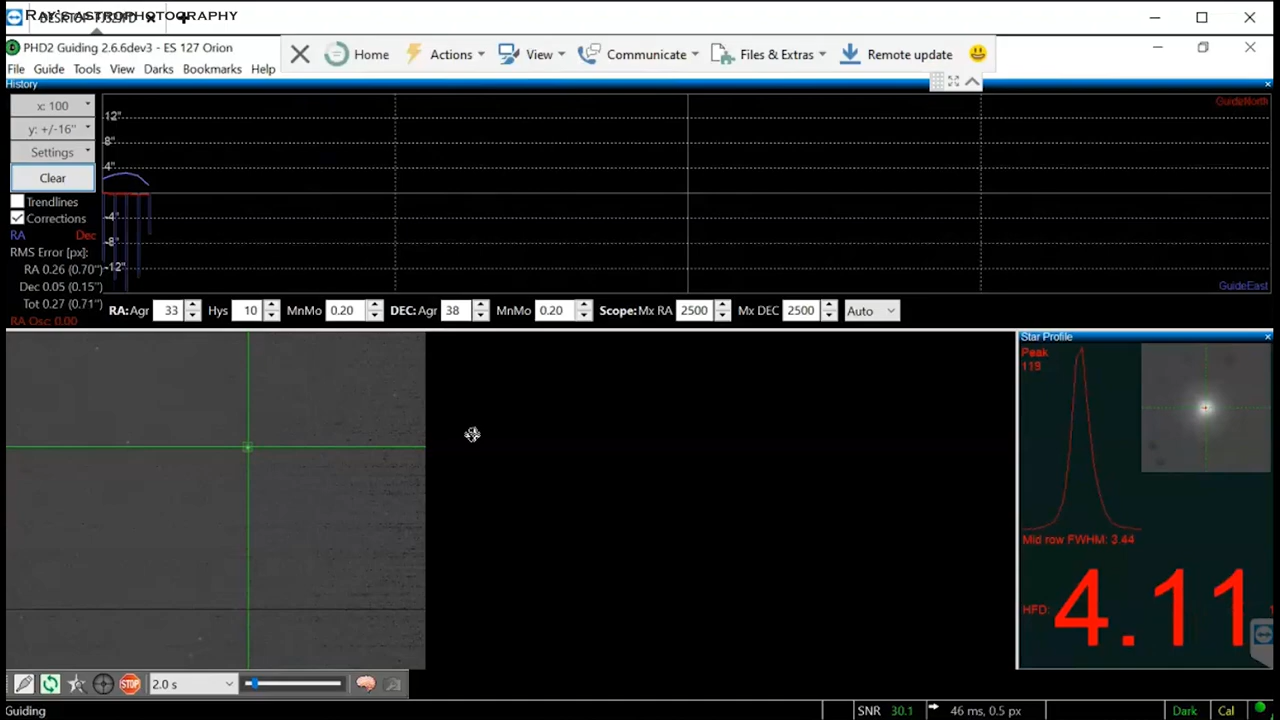 RAY'S ASTROPHOTOGRAPHY
PHD2 Guiding 2.6.6dev3 - ES 127 Orion
Home
Actions
View
Communicate
Files & Extras
Remote update
File Guide Tools View Darks Bookmarks Help
History
x: 100
y: +/-16"
Settings
Clear
Trendlines
Corrections
RA Dec
RMS Error [px]:
RA 0.26 (0.70")
Dec 0.05 (0.15")
Tot 0.27 (0.71")
RA Osc: 0.00
12"
8"
4"
-4"
-8"
-12"
GuideNorth
GuideEast
RA: Agr 33 Hys 10 MnMo 0.20 DEC: Agr 38 MnMo 0.20 Scope: Mx RA 2500 Mx DEC 2500 Auto
Star Profile
Peak
119
Mid row FWHM: 3.44
HFD: 4.11
STOP
2.0 s
Guiding
SNR 30.1
46 ms, 0.5 px
Dark
Cal